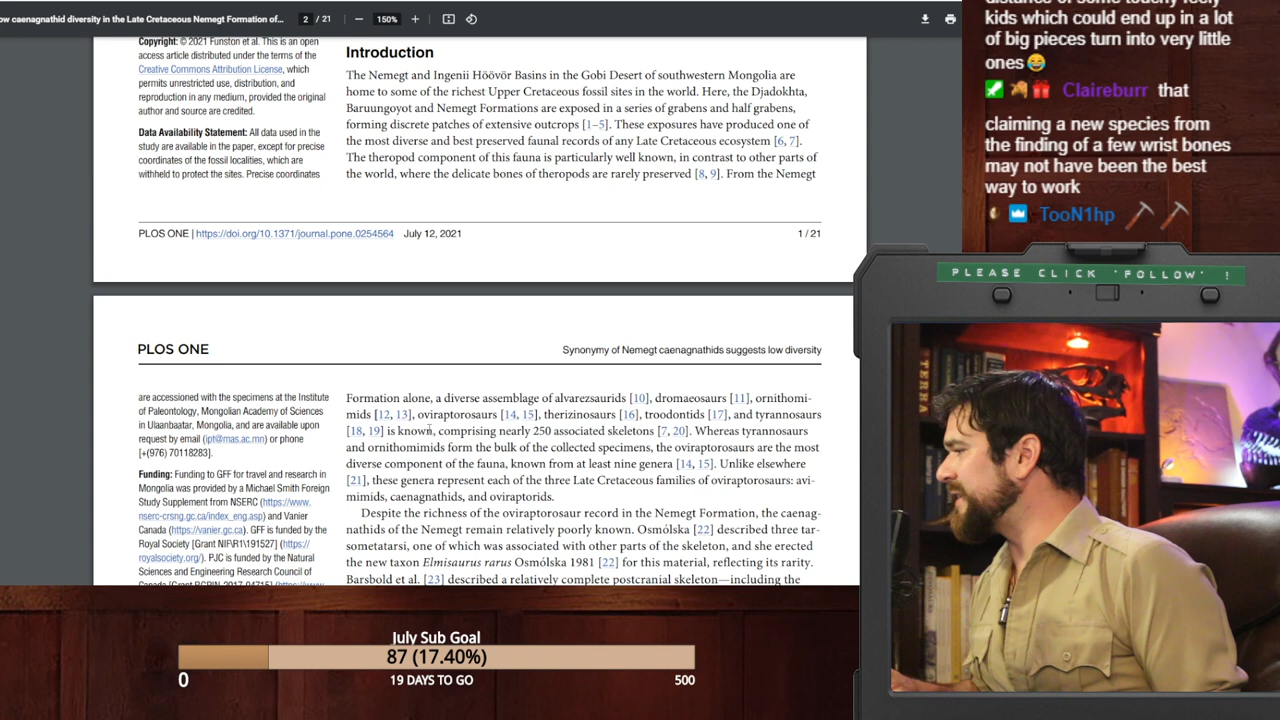 ow caenagnathid diversity in the Late Cretaceous Nemegt Formation of...
2 / 21
150%
Copyright: © 2021 Funston et al. This is an open
access article distributed under the terms of the
Creative Commons Attribution License, which
permits unrestricted use, distribution, and
reproduction in any medium, provided the original
author and source are credited.
Data Availability Statement: All data used in the
study are available in the paper, except for precise
coordinates of the fossil localities, which are
withheld to protect the sites. Precise coordinates
Introduction
The Nemegt and Ingenii Höövör Basins in the Gobi Desert of southwestern Mongolia are
home to some of the richest Upper Cretaceous fossil sites in the world. Here, the Djadokhta,
Baruungoyot and Nemegt Formations are exposed in a series of grabens and half grabens,
forming discrete patches of extensive outcrops [1–5]. These exposures have produced one of
the most diverse and best preserved faunal records of any Late Cretaceous ecosystem [6, 7].
The theropod component of this fauna is particularly well known, in contrast to other parts of
the world, where the delicate bones of theropods are rarely preserved [8, 9]. From the Nemegt
PLOS ONE | https://doi.org/10.1371/journal.pone.0254564 July 12, 2021
1 / 21
PLOS ONE
Synonymy of Nemegt caenagnathids suggests low diversity
are accessioned with the specimens at the Institute
of Paleontology, Mongolian Academy of Sciences
in Ulaanbaatar, Mongolia, and are available upon
request by email (ipt@mas.ac.mn) or phone
[+(976) 70118283].
Funding: Funding to GFF for travel and research in
Mongolia was provided by a Michael Smith Foreign
Study Supplement from NSERC (https://www.
nserc-crsng.gc.ca/index_eng.asp) and Vanier
Canada (https://vanier.gc.ca). GFF is funded by the
Royal Society [Grant NIF\R1\191527] (https://
royalsociety.org/). PJC is funded by the Natural
Sciences and Engineering Research Council of
Canada (Grant RGPIN-2017-04715) (https://www
Formation alone, a diverse assemblage of alvarezsaurids [10], dromaeosaurs [11], ornithomi-
mids [12, 13], oviraptorosaurs [14, 15], therizinosaurs [16], troodontids [17], and tyrannosaurs
[18, 19] is known, comprising nearly 250 associated skeletons [7, 20]. Whereas tyrannosaurs
and ornithomimids form the bulk of the collected specimens, the oviraptorosaurs are the most
diverse component of the fauna, known from at least nine genera [14, 15]. Unlike elsewhere
[21], these genera represent each of the three Late Cretaceous families of oviraptorosaurs: avi-
mimids, caenagnathids, and oviraptorids.
Despite the richness of the oviraptorosaur record in the Nemegt Formation, the caenag-
nathids of the Nemegt remain relatively poorly known. Osmólska [22] described three tar-
sometatarsi, one of which was associated with other parts of the skeleton, and she erected
the new taxon Elmisaurus rarus Osmólska 1981 [22] for this material, reflecting its rarity.
Barsbold et al. [23] described a relatively complete postcranial skeleton—including the
distance of some touchy feely
kids which could end up in a lot
of big pieces turn into very little
ones
Claireburr that
claiming a new species from
the finding of a few wrist bones
may not have been the best
way to work
TooN1hp
PLEASE CLICK 'FOLLOW' !
July Sub Goal
87 (17.40%)
0
19 DAYS TO GO
500